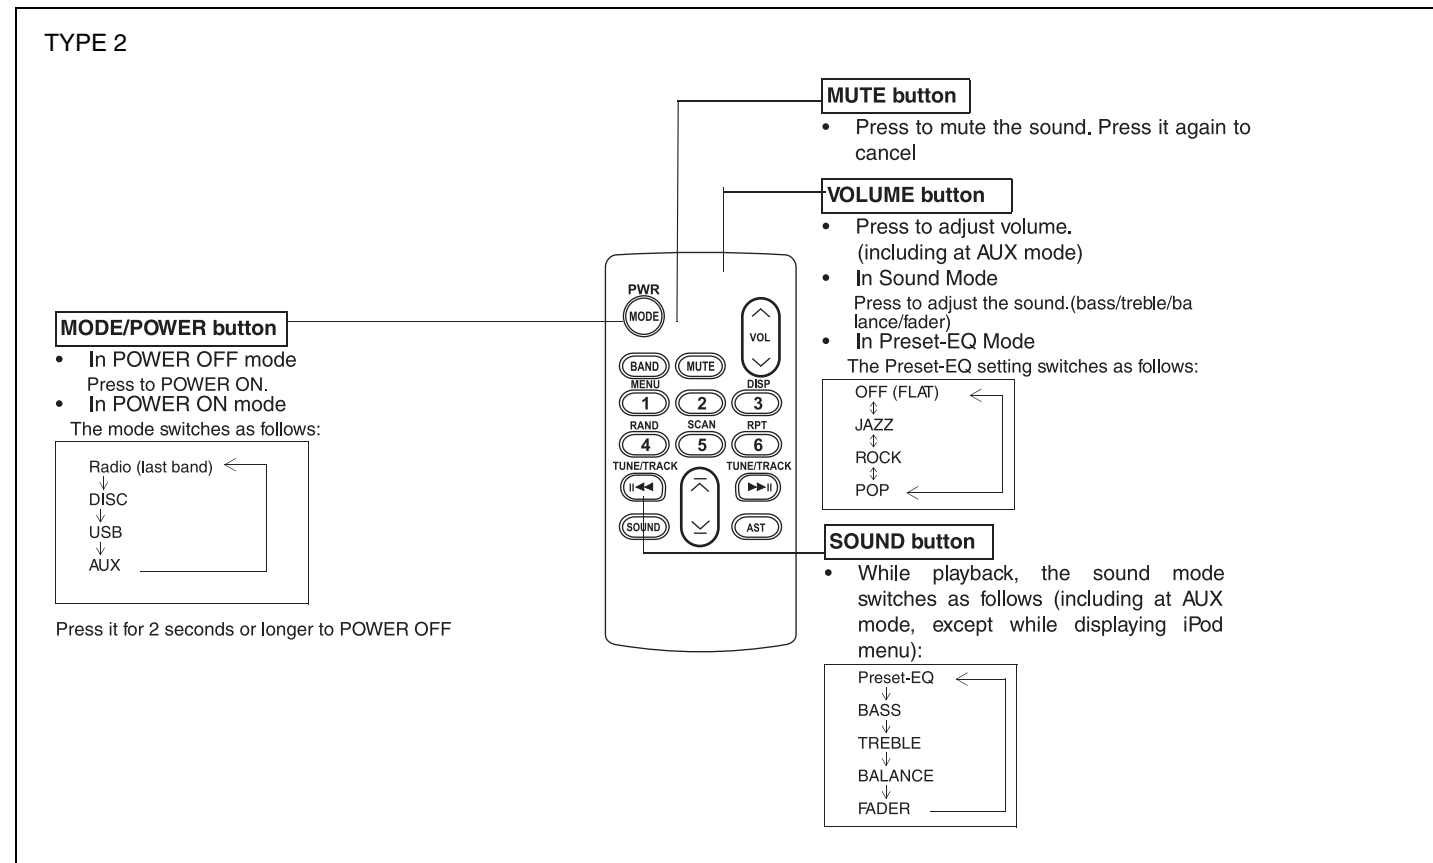 TYPE 2
MUTE button
• Press to mute the sound. Press it again to
cancel
VOLUME button
• Press to adjust volume.
(including at AUX mode)
• In Sound Mode
Press to adjust the sound.(bass/treble/ba
lance/fader)
• In Preset-EQ Mode
The Preset-EQ setting switches as follows:
OFF (FLAT)
JAZZ
ROCK
POP
MODE/POWER button
• In POWER OFF mode
Press to POWER ON.
• In POWER ON mode
The mode switches as follows:
Radio (last band)
DISC
USB
AUX
Press it for 2 seconds or longer to POWER OFF
PWR
MODE
VOL
BAND MUTE
MENU DISP
1 2 3
RAND SCAN RPT
4 5 6
TUNE/TRACK TUNE/TRACK
SOUND AST
SOUND button
• While playback, the sound mode
switches as follows (including at AUX
mode, except while displaying iPod
menu):
Preset-EQ
BASS
TREBLE
BALANCE
FADER